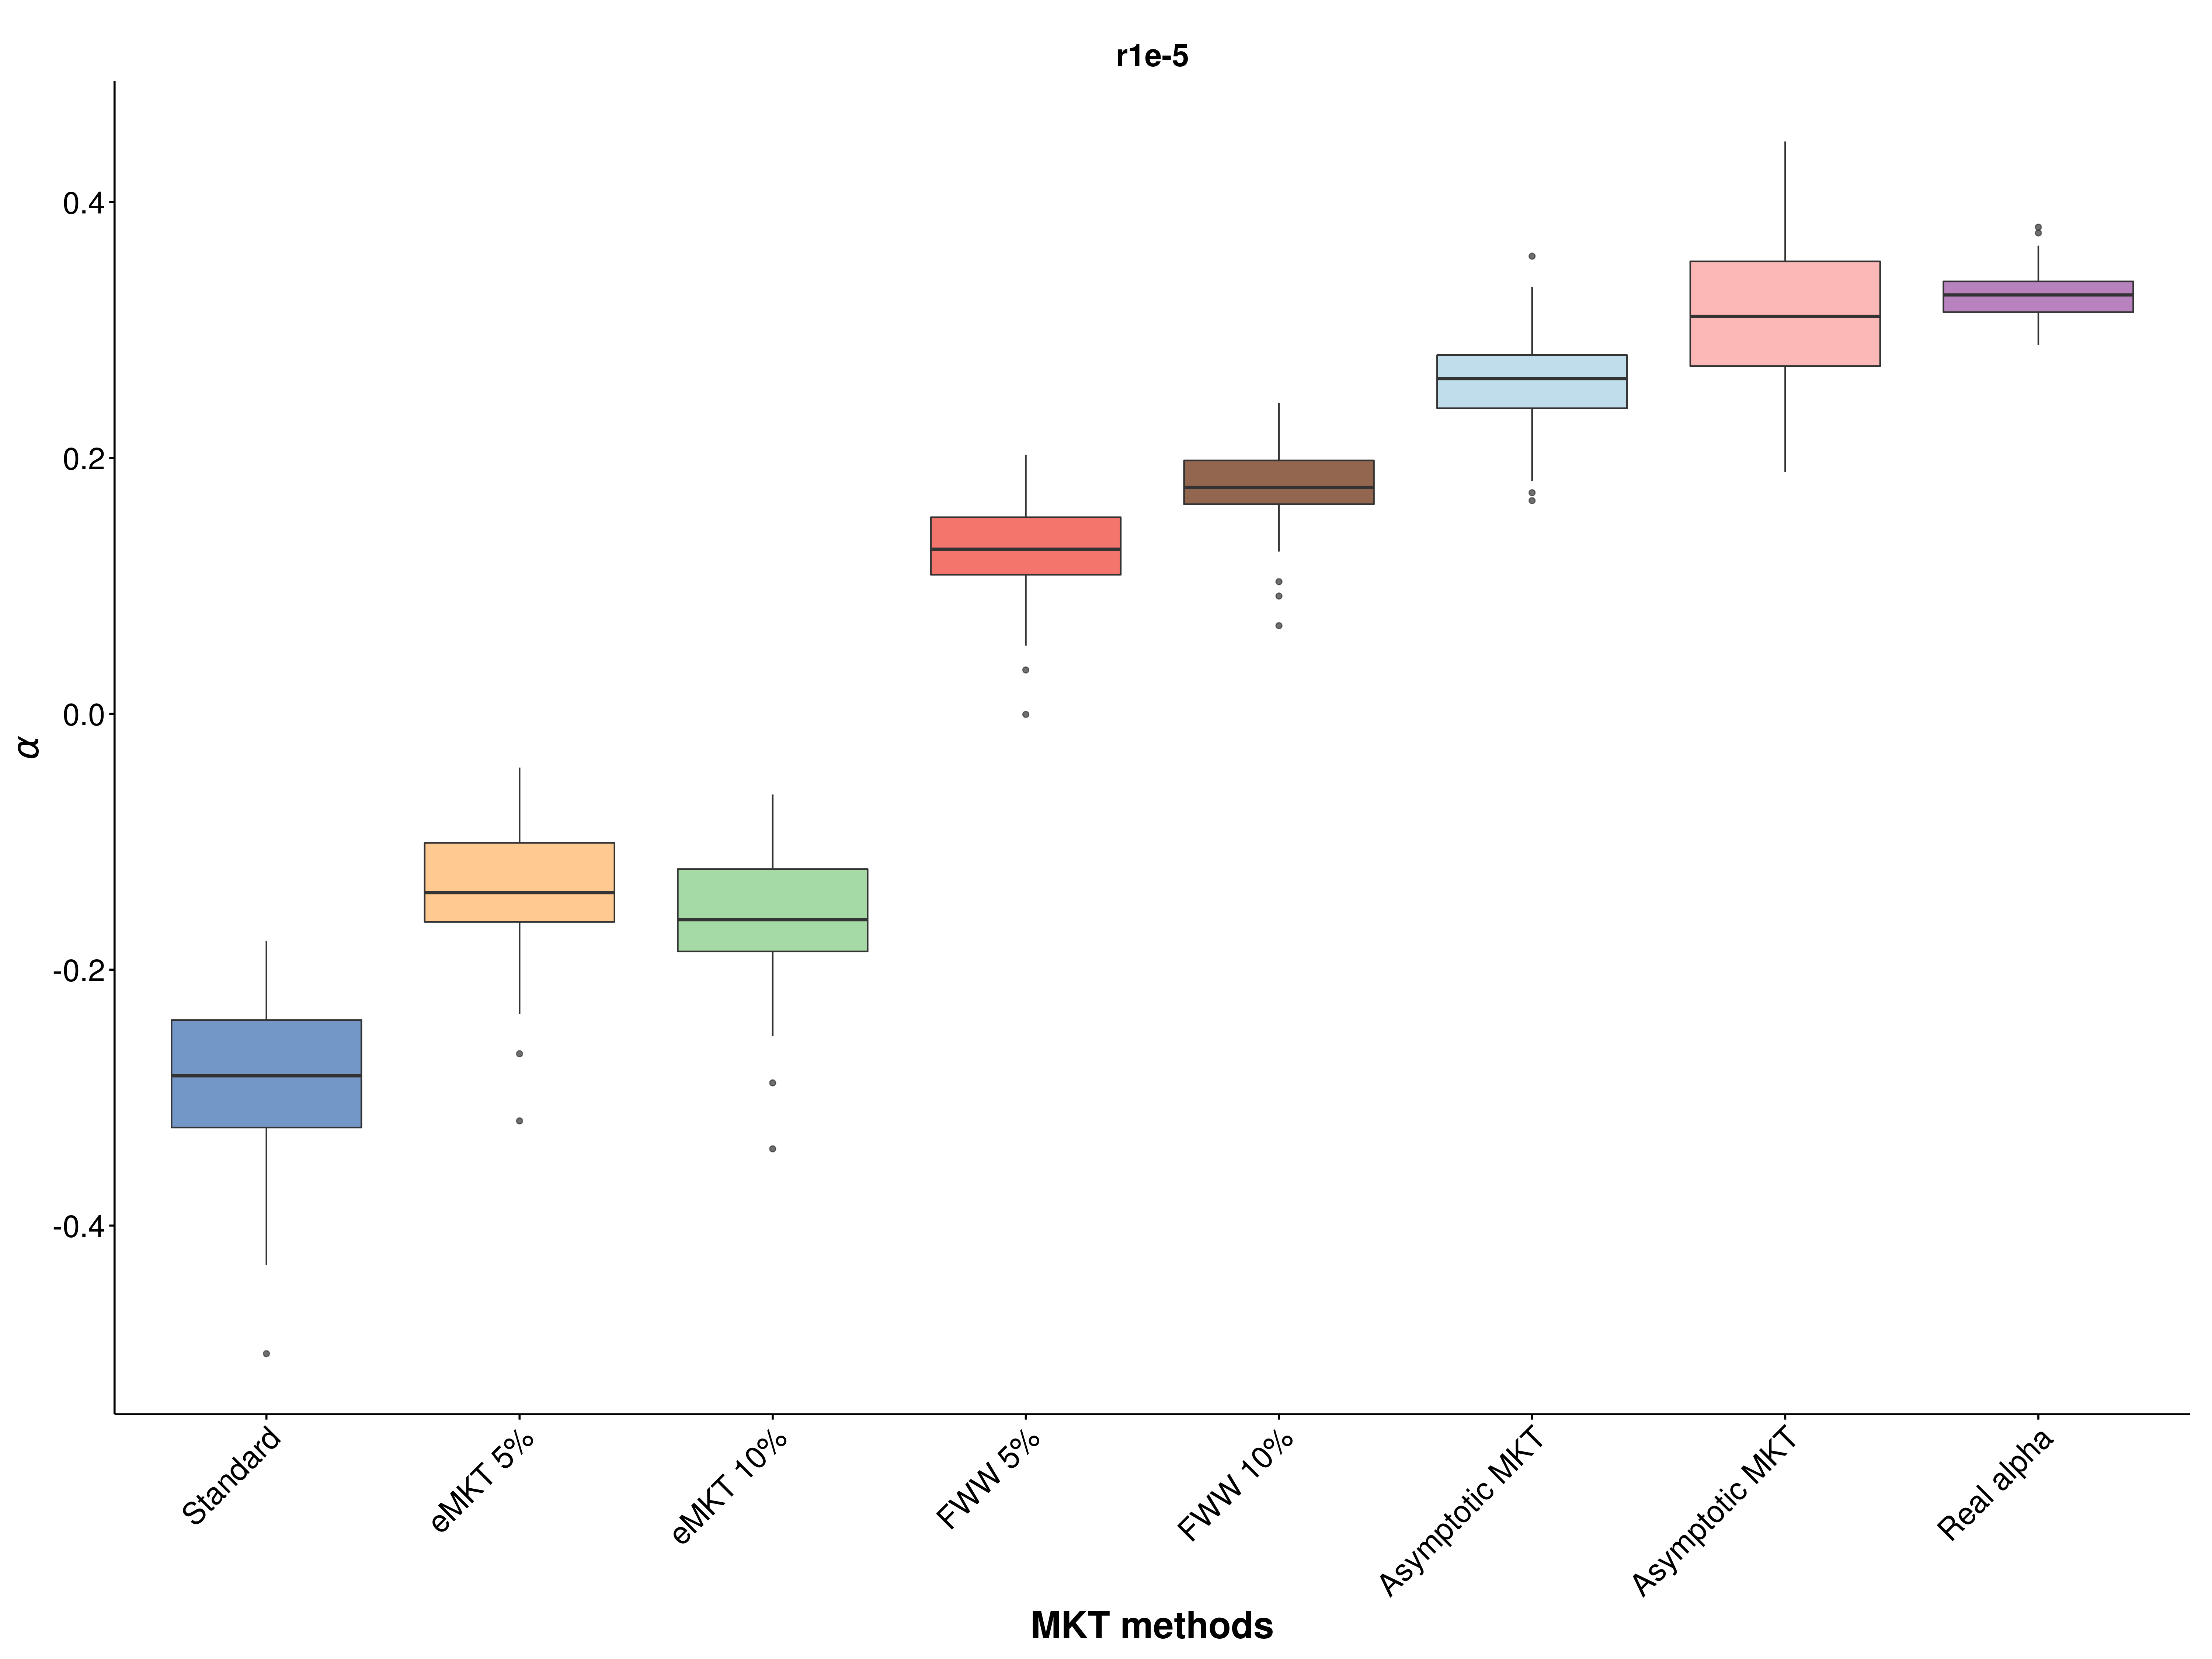 r1e-5
0.4
0.2
0.0
-0.2
-0.4
α
Standard
eMKT 5%
eMKT 10%
FWW 5%
FWW 10%
Asymptotic MKT
Asymptotic MKT
Real alpha
MKT methods